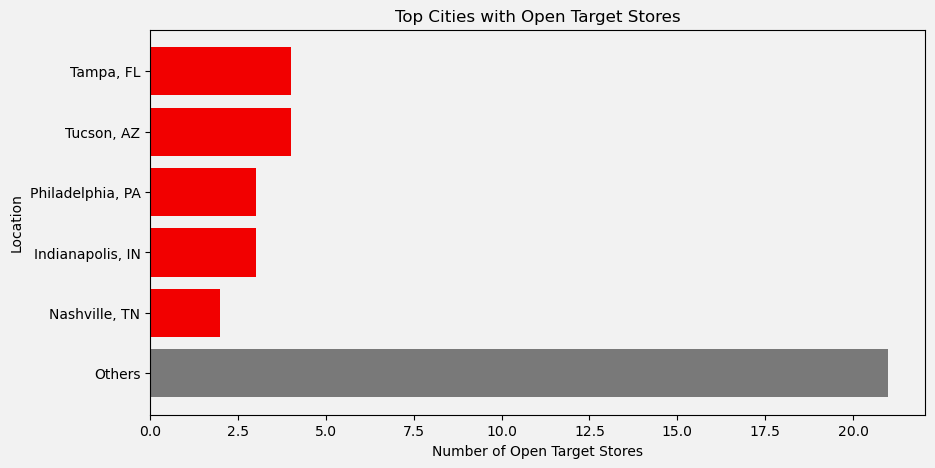 Top Cities with Open Target Stores
Location
Tampa, FL
Tucson, AZ
Philadelphia, PA
Indianapolis, IN
Nashville, TN
Others
0.0 2.5 5.0 7.5 10.0 12.5 15.0 17.5 20.0
Number of Open Target Stores